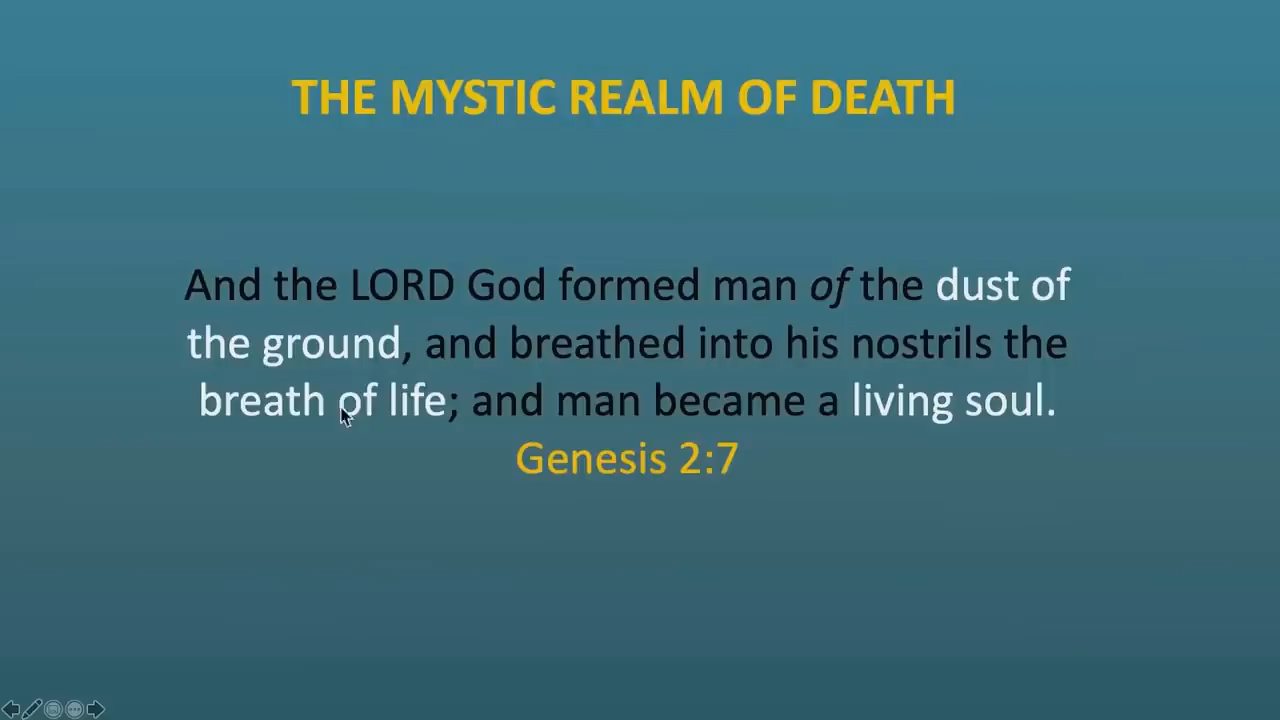 THE MYSTIC REALM OF DEATH
And the LORD God formed man of the dust of
the ground, and breathed into his nostrils the
breath of life; and man became a living soul.
Genesis 2:7